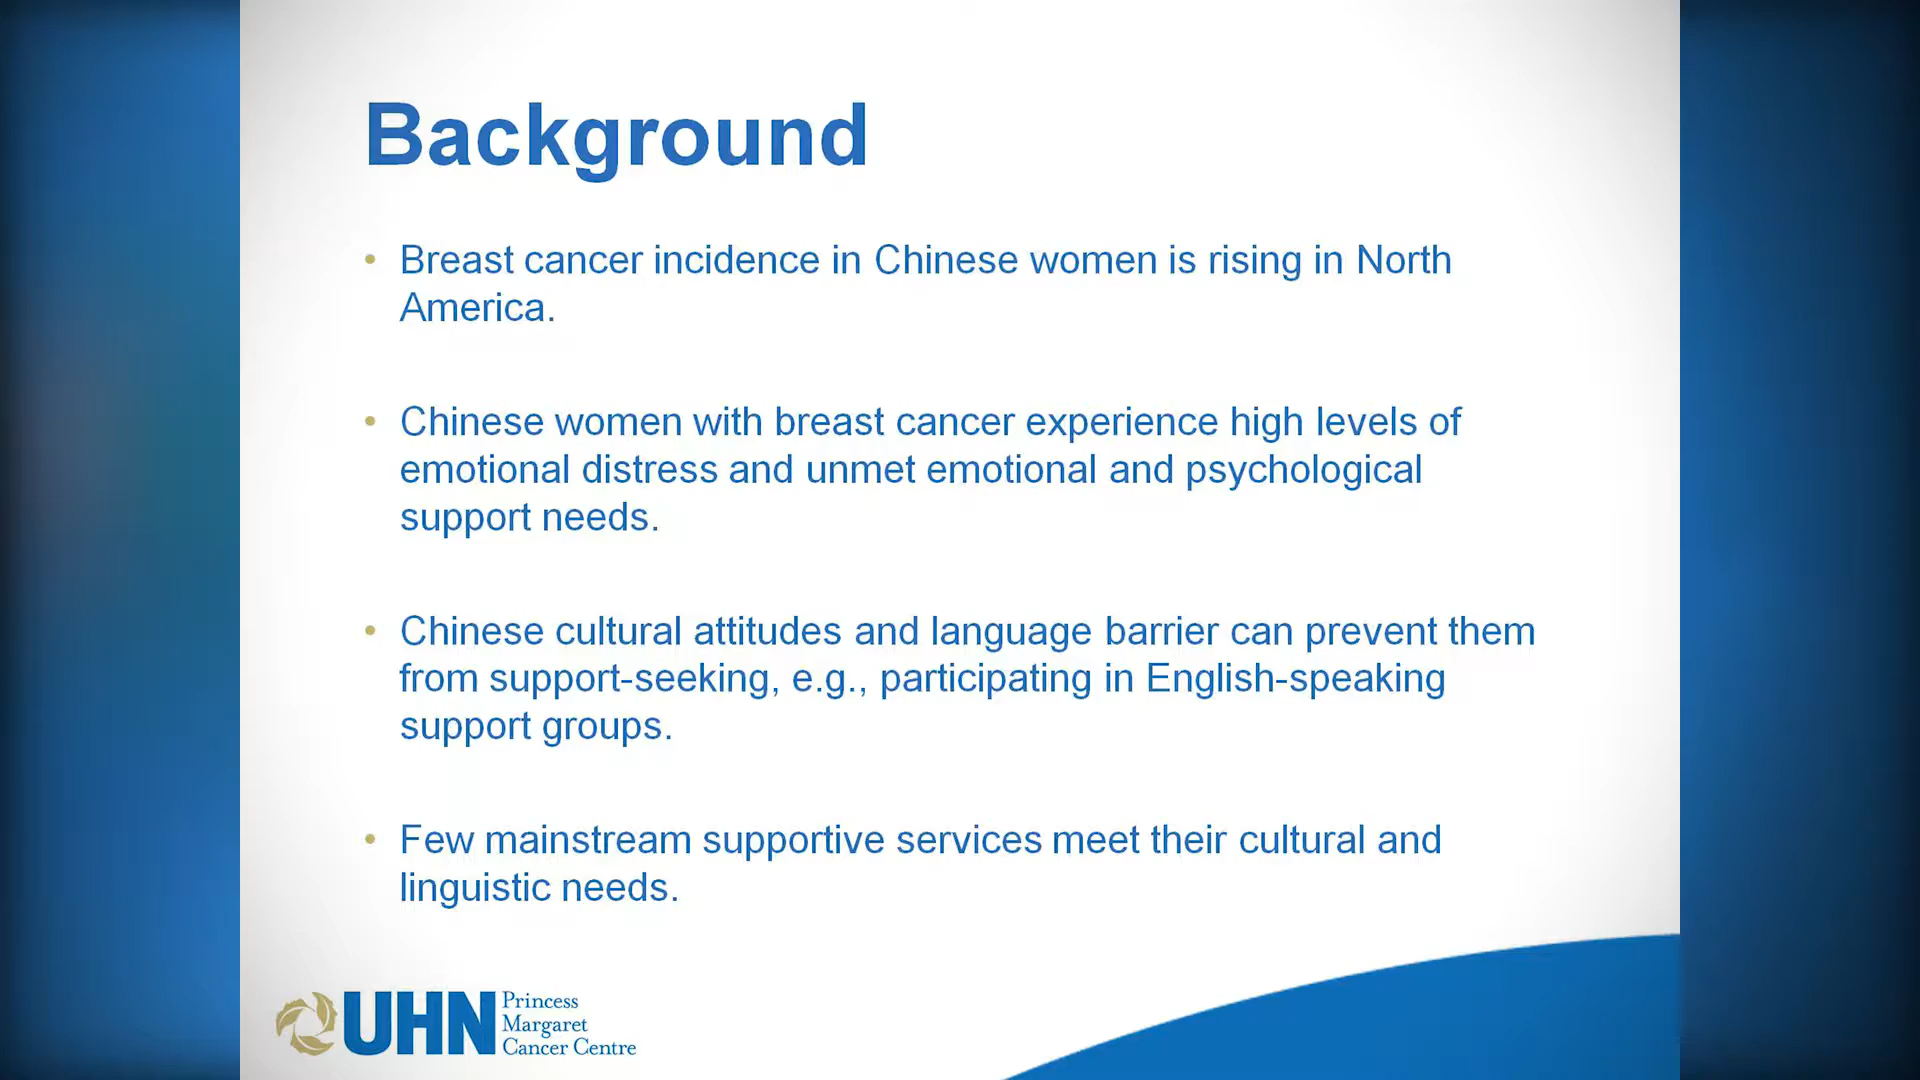 Background
• Breast cancer incidence in Chinese women is rising in North
America.
• Chinese women with breast cancer experience high levels of
emotional distress and unmet emotional and psychological
support needs.
• Chinese cultural attitudes and language barrier can prevent them
from support-seeking, e.g., participating in English-speaking
support groups.
• Few mainstream supportive services meet their cultural and
linguistic needs.
UHN
Princess
Margaret
Cancer Centre